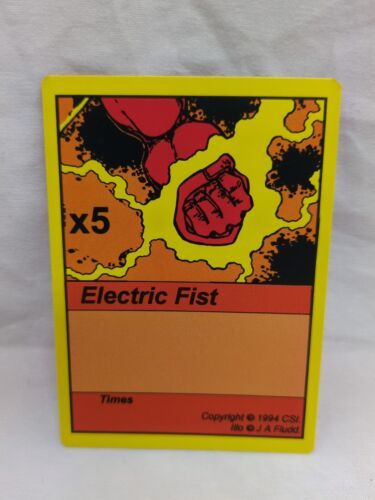 x5
Electric Fist
Times
Copyright © 1994 CSI.
Illo © J A Fludd.